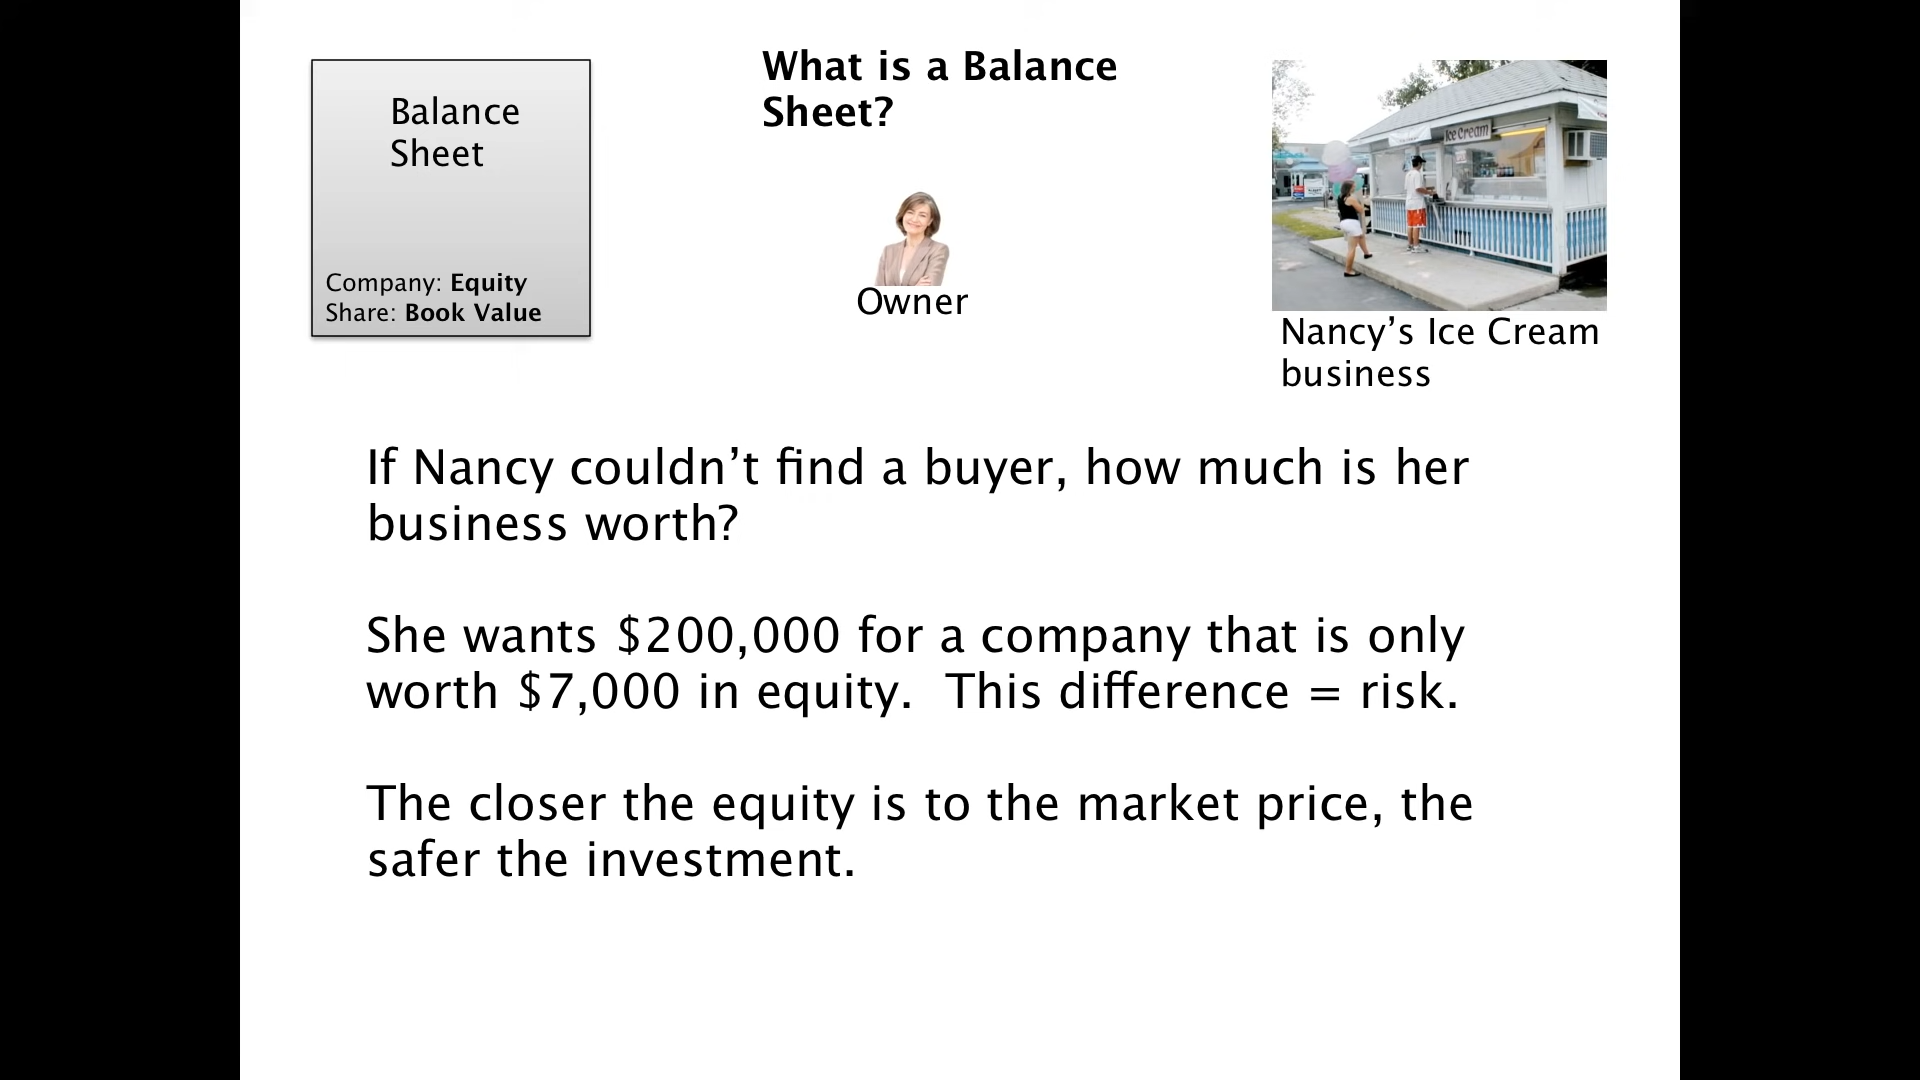 What is a Balance
Sheet?
Balance
Sheet
Company: Equity
Share: Book Value
Owner
Ice Cream
Nancy’s Ice Cream
business
If Nancy couldn’t find a buyer, how much is her
business worth?
She wants $200,000 for a company that is only
worth $7,000 in equity.  This difference = risk.
The closer the equity is to the market price, the
safer the investment.